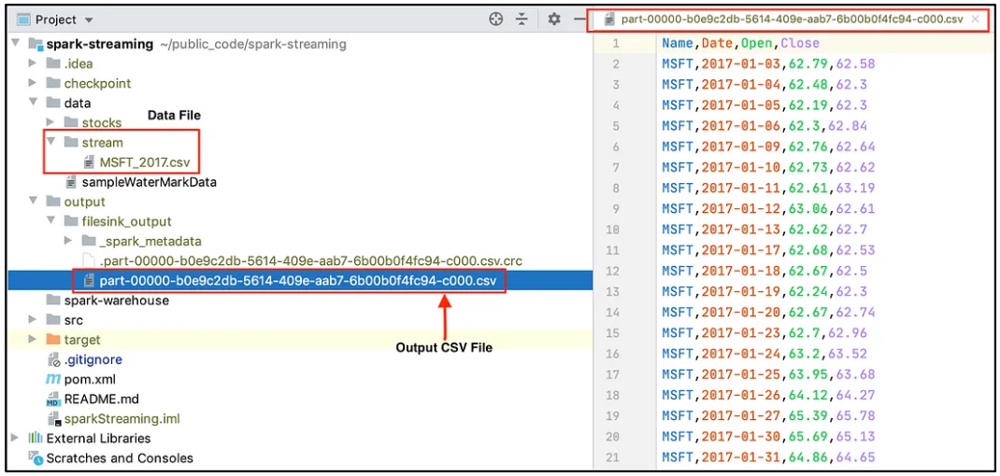 Project
spark-streaming ~/public_code/spark-streaming
.idea
checkpoint
data
Data File
stocks
stream
MSFT_2017.csv
sampleWaterMarkData
output
filesink_output
_spark_metadata
.part-00000-b0e9c2db-5614-409e-aab7-6b00b0f4fc94-c000.csv.crc
part-00000-b0e9c2db-5614-409e-aab7-6b00b0f4fc94-c000.csv
spark-warehouse
src
target
Output CSV File
.gitignore
m pom.xml
MD README.md
sparkStreaming.iml
External Libraries
Scratches and Consoles
part-00000-b0e9c2db-5614-409e-aab7-6b00b0f4fc94-c000.csv
1 Name,Date,Open,Close
2 MSFT,2017-01-03,62.79,62.58
3 MSFT,2017-01-04,62.48,62.3
4 MSFT,2017-01-05,62.19,62.3
5 MSFT,2017-01-06,62.3,62.84
6 MSFT,2017-01-09,62.76,62.64
7 MSFT,2017-01-10,62.73,62.62
8 MSFT,2017-01-11,62.61,63.19
9 MSFT,2017-01-12,63.06,62.61
10 MSFT,2017-01-13,62.62,62.7
11 MSFT,2017-01-17,62.68,62.53
12 MSFT,2017-01-18,62.67,62.5
13 MSFT,2017-01-19,62.24,62.3
14 MSFT,2017-01-20,62.67,62.74
15 MSFT,2017-01-23,62.7,62.96
16 MSFT,2017-01-24,63.2,63.52
17 MSFT,2017-01-25,63.95,63.68
18 MSFT,2017-01-26,64.12,64.27
19 MSFT,2017-01-27,65.39,65.78
20 MSFT,2017-01-30,65.69,65.13
21 MSFT,2017-01-31,64.86,64.65